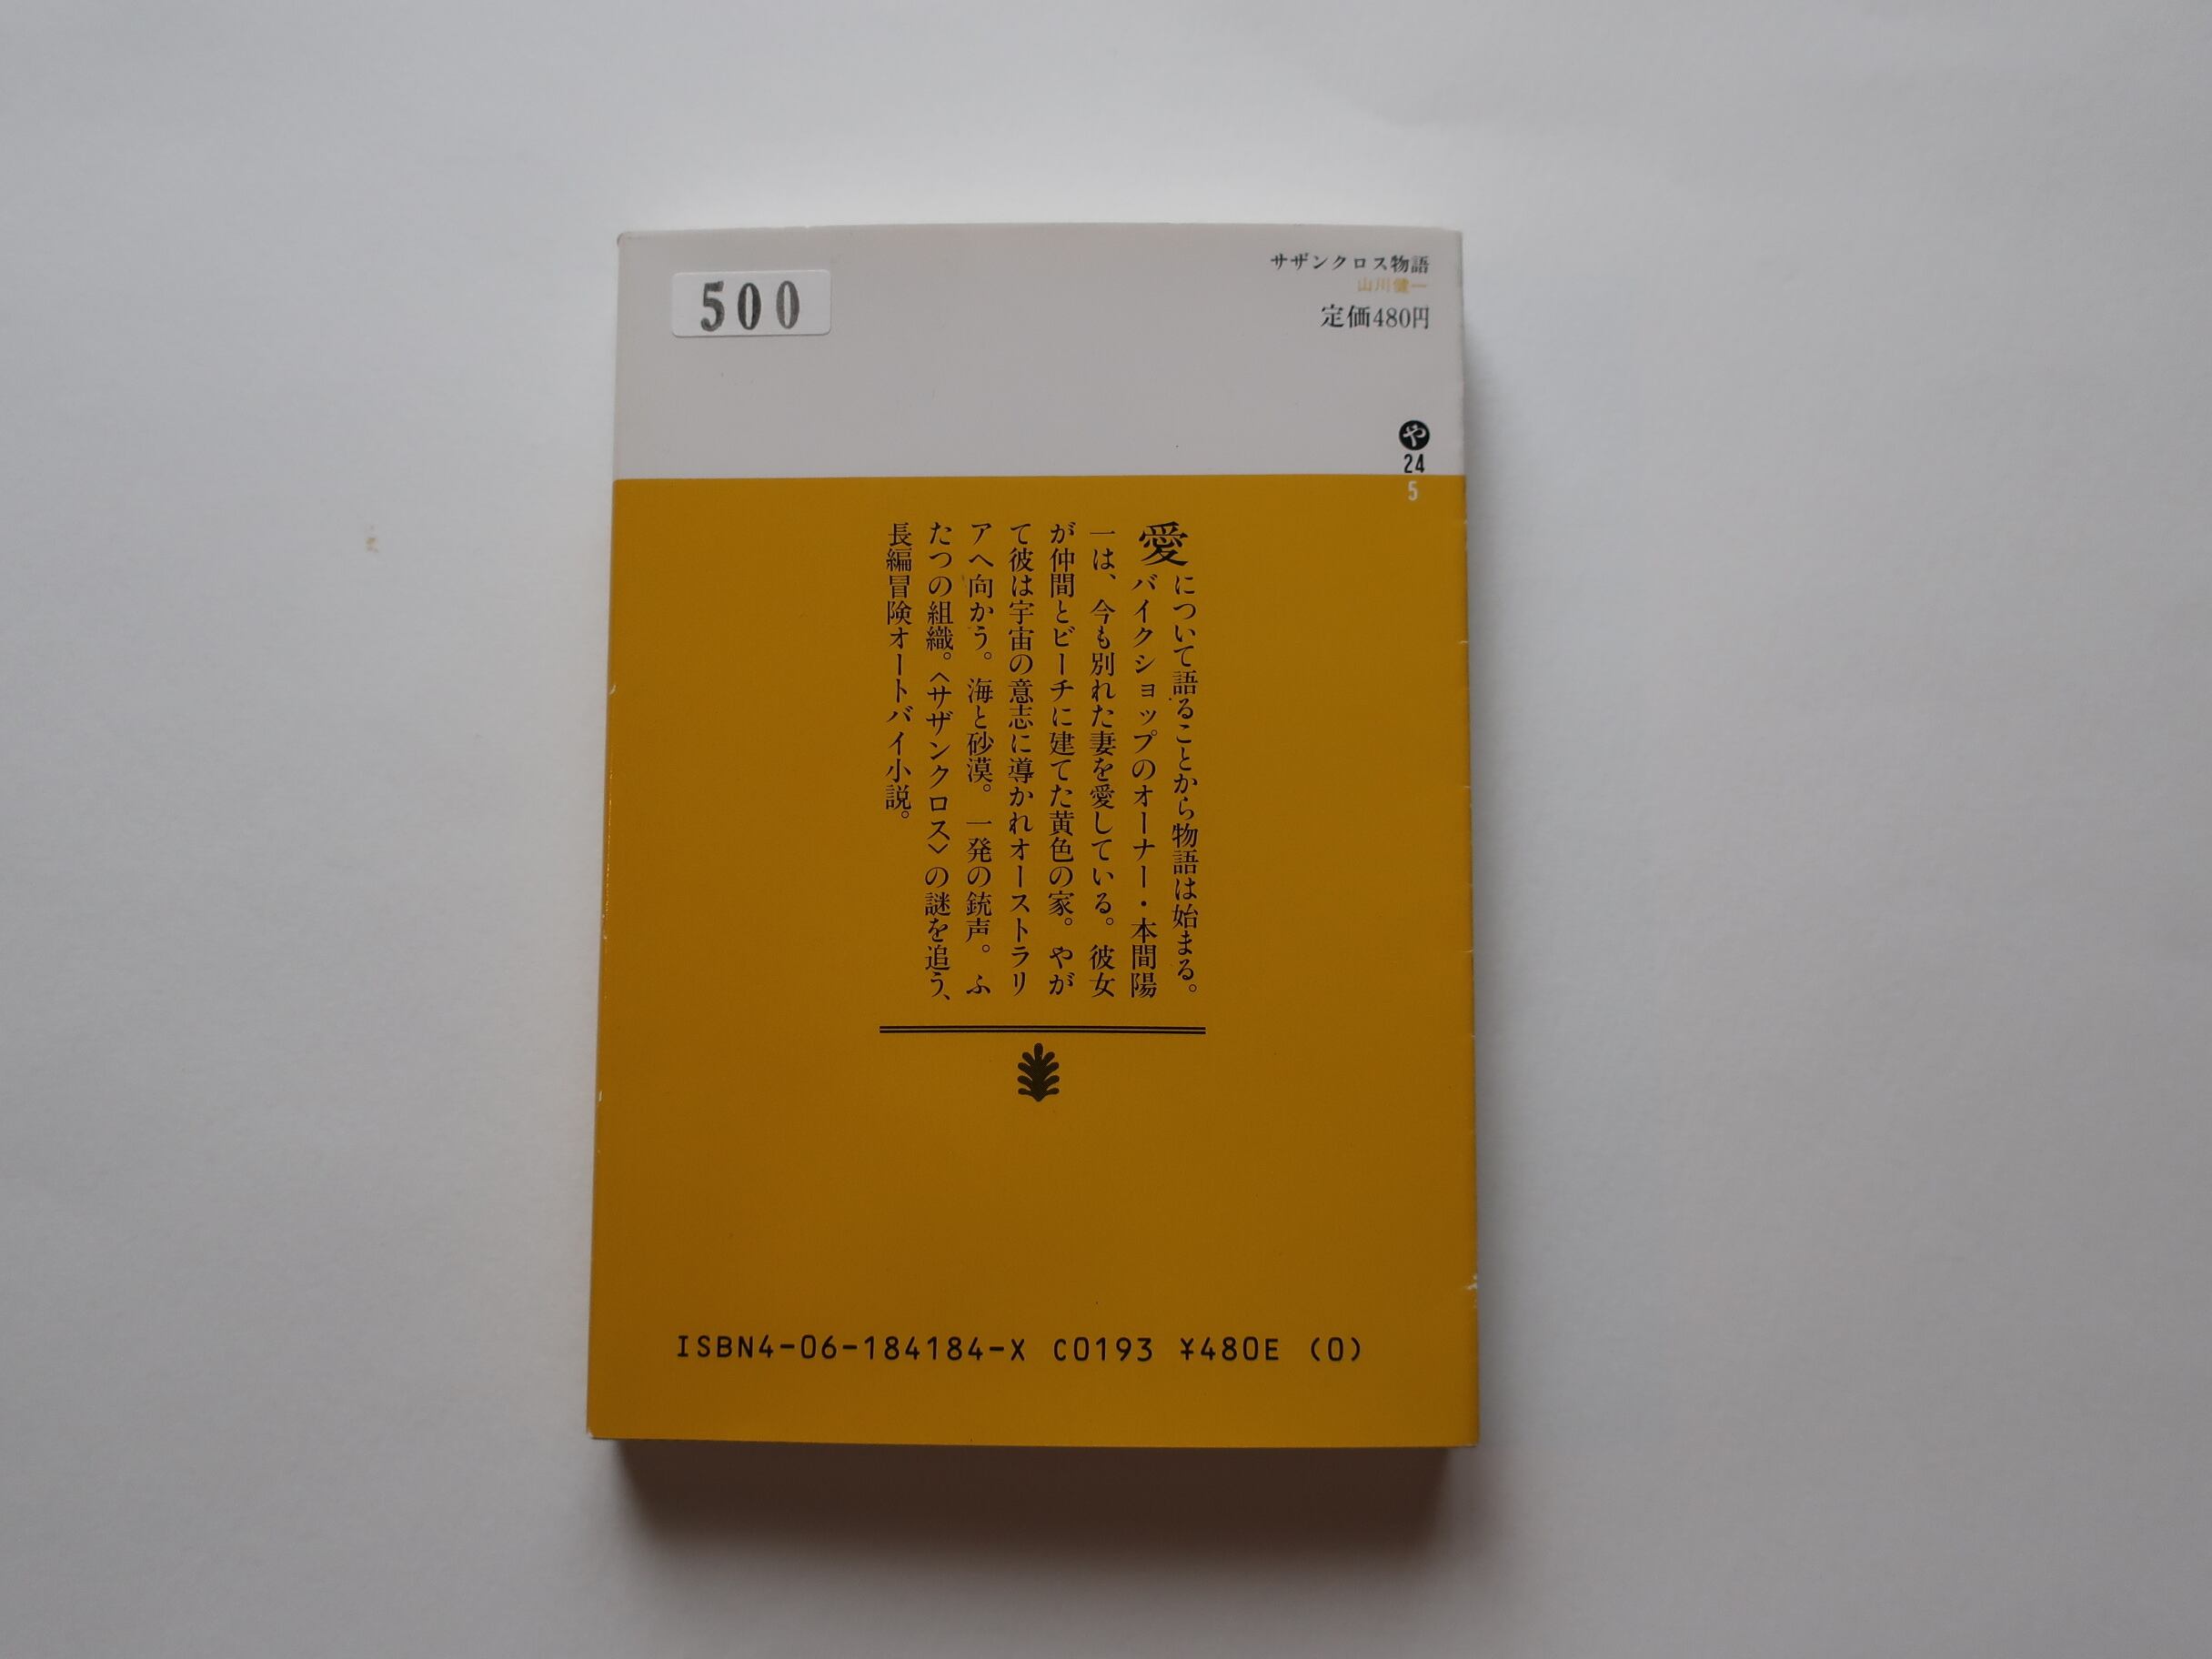 500
サザンクロス物語
山川健一
定価480円
や
24
5
愛について語ることから物語は始まる。
バイクショップのオーナー・本間陽
一は、今も別れた妻を愛している。彼女
が仲間とビーチに建てた黄色の家。やが
て彼は宇宙の意志に導かれオーストラリ
アへ向かう。海と砂漠。一発の銃声。ふ
たつの組織。〈サザンクロス〉の謎を追う、
長編冒険オートバイ小説。
ISBN4-06-184184-X C0193 ¥480E (0)